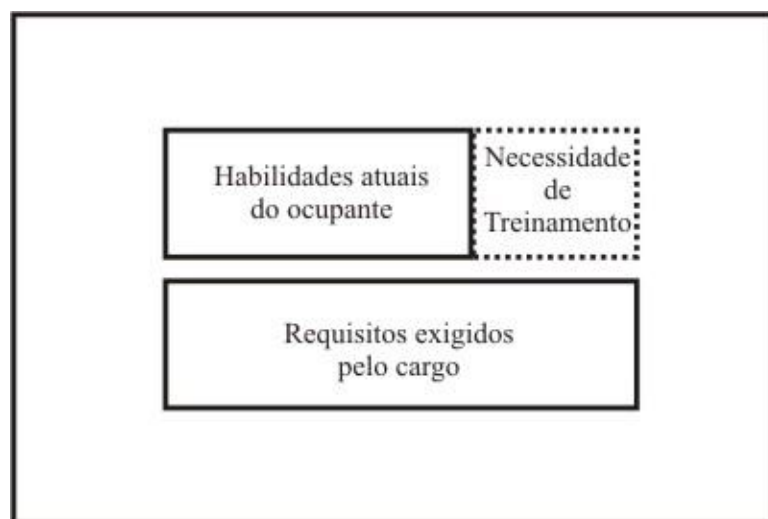 Habilidades atuais
do ocupante
Necessidade
de
Treinamento
Requisitos exigidos
pelo cargo